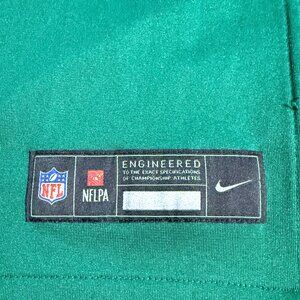 NFL
NFLPA
ENGINEERED
TO THE EXACT SPECIFICATIONS
OF CHAMPIONSHIP ATHLETES.